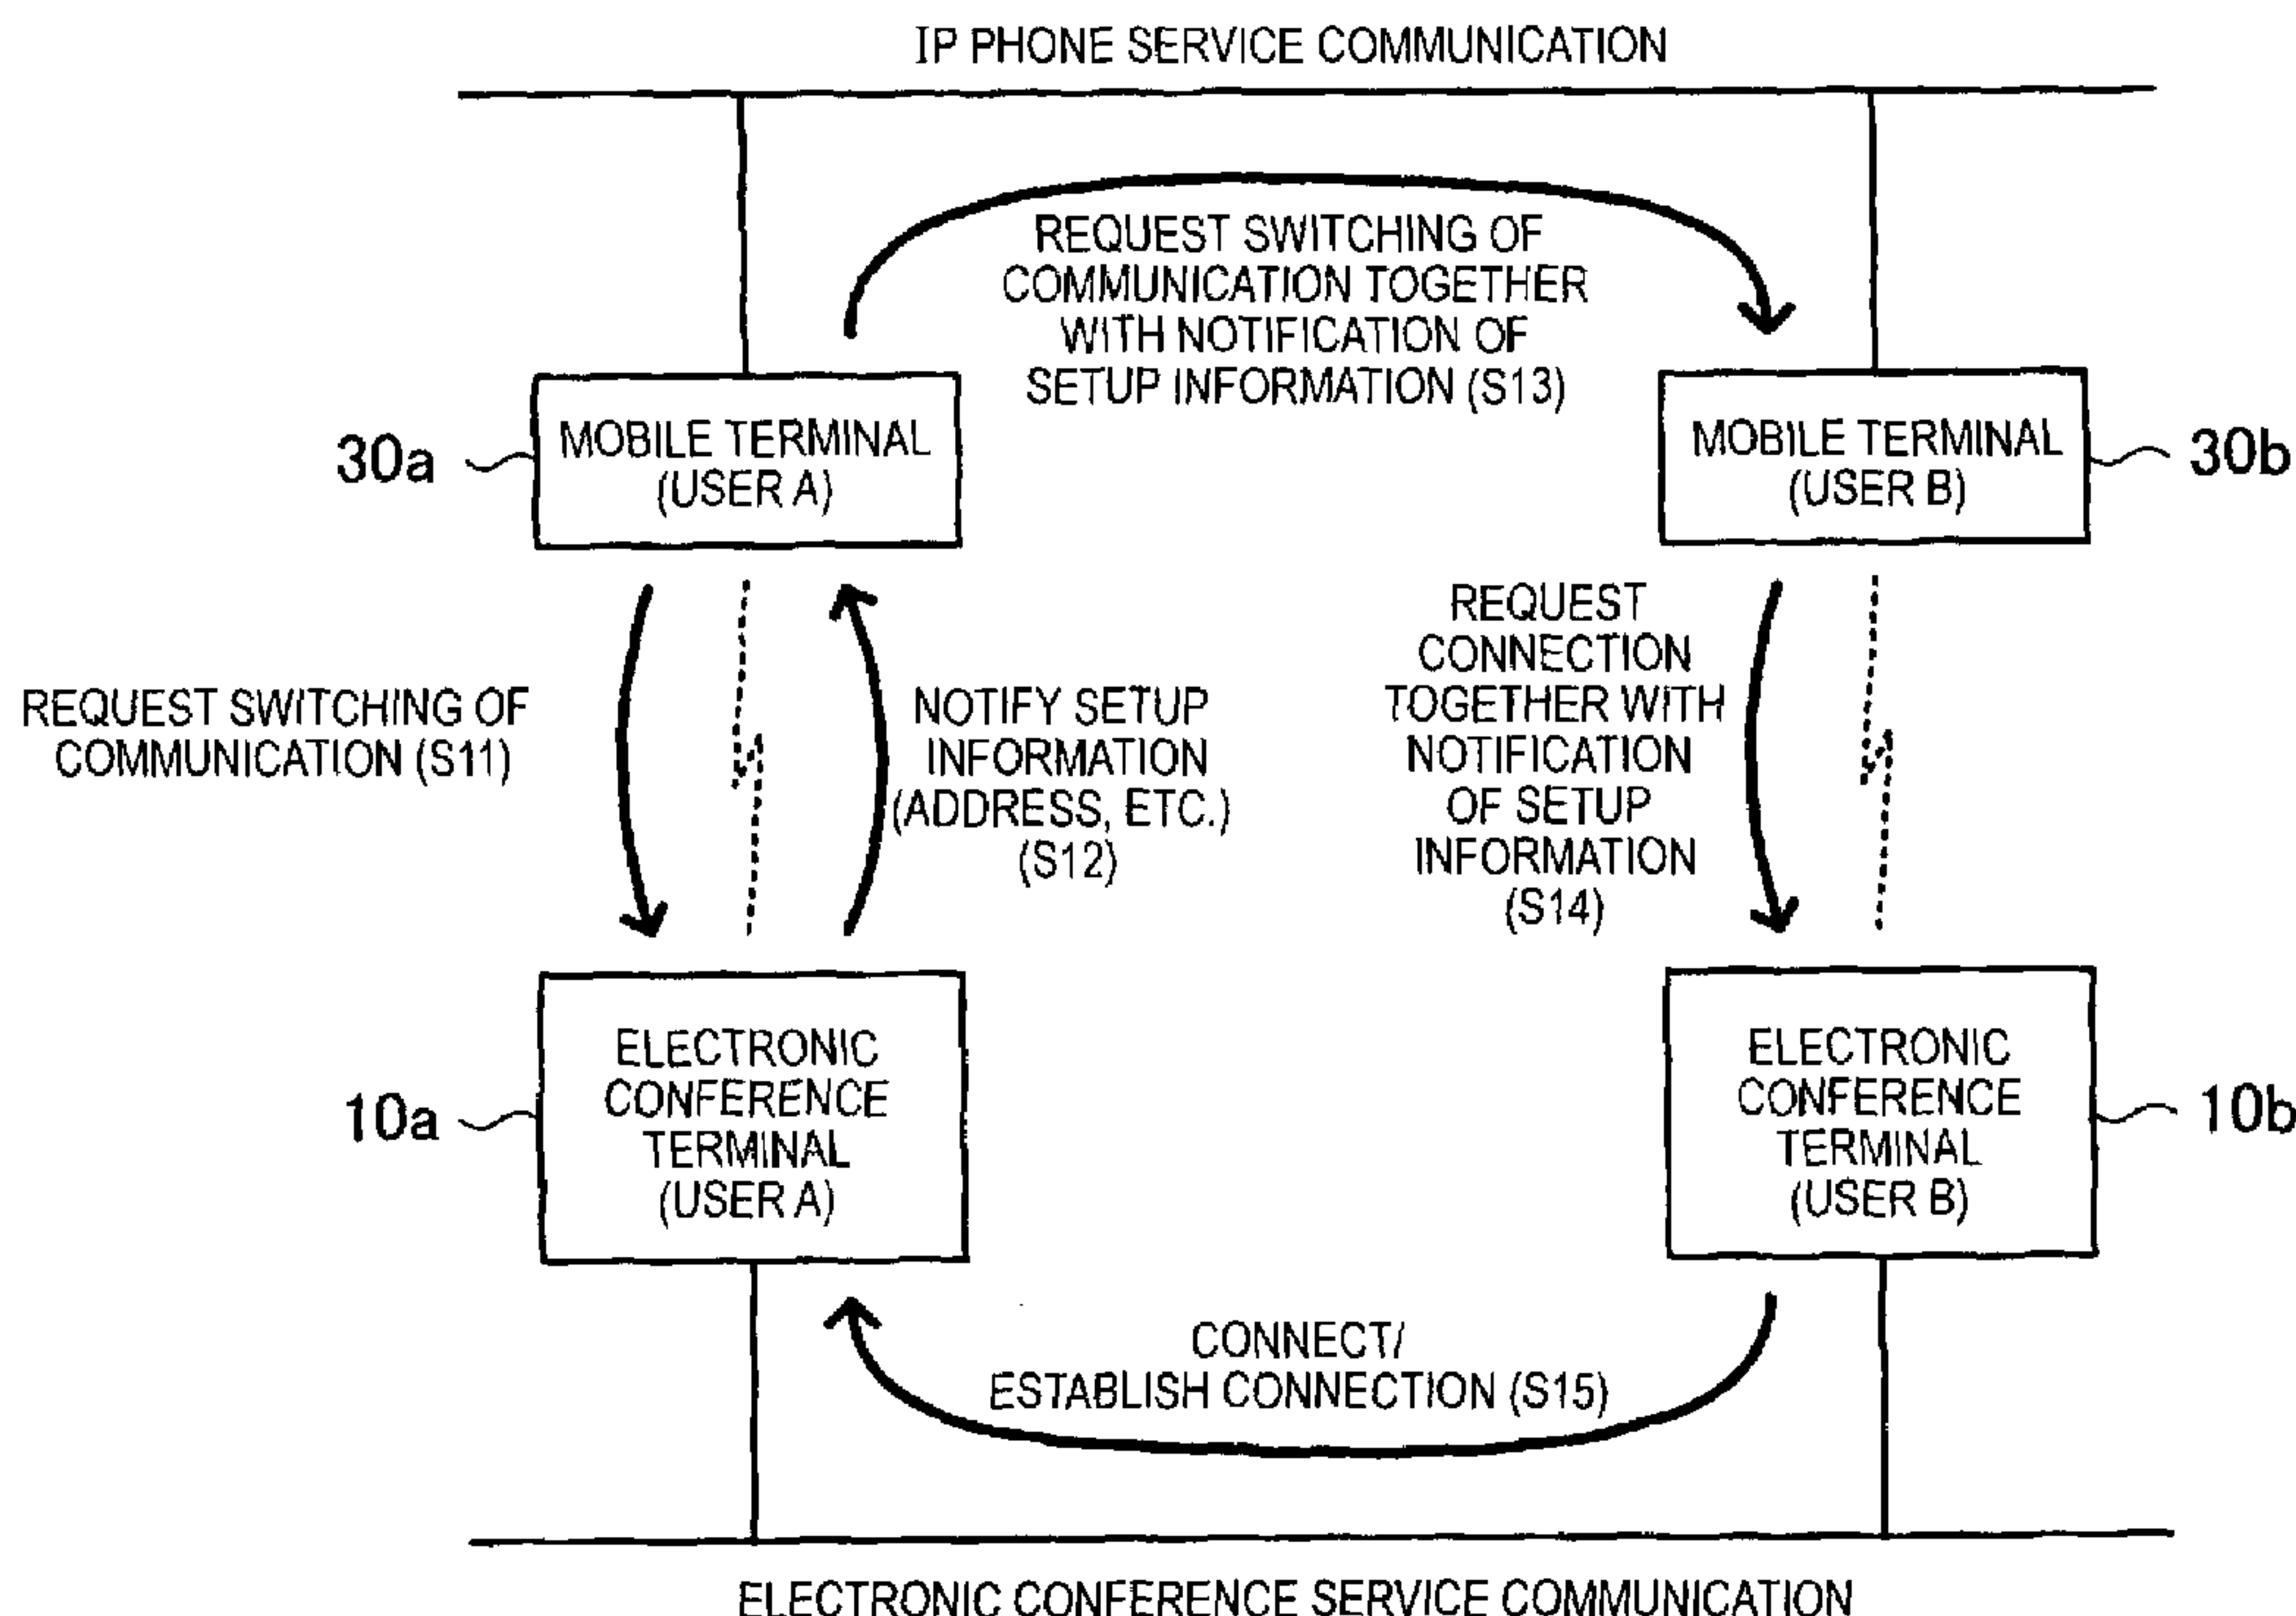 IP PHONE SERVICE COMMUNICATION
REQUEST SWITCHING OF
COMMUNICATION TOGETHER
WITH NOTIFICATION OF
SETUP INFORMATION (S13)
30a
MOBILE TERMINAL
(USER A)
MOBILE TERMINAL
(USER B)
30b
REQUEST SWITCHING OF
COMMUNICATION (S11)
NOTIFY SETUP
INFORMATION
(ADDRESS, ETC.)
(S12)
REQUEST
CONNECTION
TOGETHER WITH
NOTIFICATION
OF SETUP
INFORMATION
(S14)
10a
ELECTRONIC
CONFERENCE
TERMINAL
(USER A)
ELECTRONIC
CONFERENCE
TERMINAL
(USER B)
10b
CONNECT/
ESTABLISH CONNECTION (S15)
ELECTRONIC CONFERENCE SERVICE COMMUNICATION